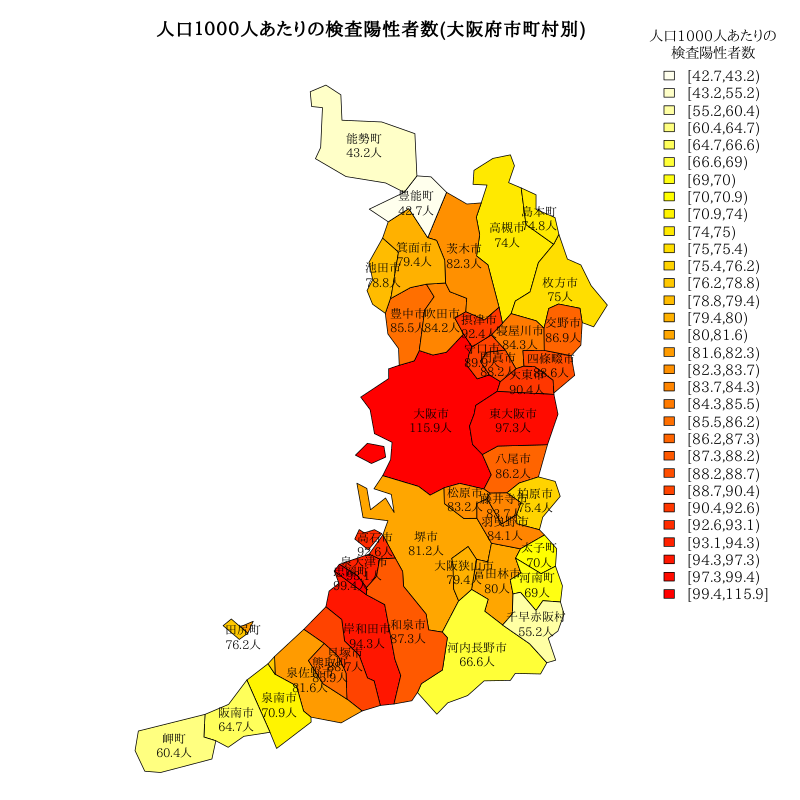 人口1000人あたりの検査陽性者数(大阪府市町村別)
人口1000人あたりの
検査陽性者数
[42.7,43.2)
[43.2,55.2)
[55.2,60.4)
[60.4,64.7)
[64.7,66.6)
[66.6,69)
[69,70)
[70,70.9)
[70.9,74)
[74,75)
[75,75.4)
[75.4,76.2)
[76.2,78.8)
[78.8,79.4)
[79.4,80)
[80,81.6)
[81.6,82.3)
[82.3,83.7)
[83.7,84.3)
[84.3,85.5)
[85.5,86.2)
[86.2,87.3)
[87.3,88.2)
[88.2,88.7)
[88.7,90.4)
[90.4,92.6)
[92.6,93.1)
[93.1,94.3)
[94.3,97.3)
[97.3,99.4)
[99.4,115.9]
能勢町
43.2人
豊能町
42.7人
島本町
74.8人
高槻市
74人
箕面市
79.4人
茨木市
82.3人
池田市
78.8人
枚方市
75人
豊中市
85.5人
吹田市
84.2人
摂津市
92.4人
寝屋川市
84.3人
交野市
86.9人
守口市
門真市
88.2人
四條畷市
88.6人
大東市
90.4人
大阪市
115.9人
東大阪市
97.3人
八尾市
86.2人
松原市
83.2人
藤井寺市
83.7人
柏原市
75.4人
羽曳野市
84.1人
堺市
81.2人
高石市
92.6人
太子町
70人
泉大津市
大阪狭山市
79.4人
富田林市
80人
河南町
69人
99.4人
千早赤阪村
55.2人
田尻町
76.2人
岸和田市
94.3人
和泉市
87.3人
貝塚市
88.7人
河内長野市
66.6人
熊取町
泉佐野市
81.6人
泉南市
70.9人
阪南市
64.7人
岬町
60.4人